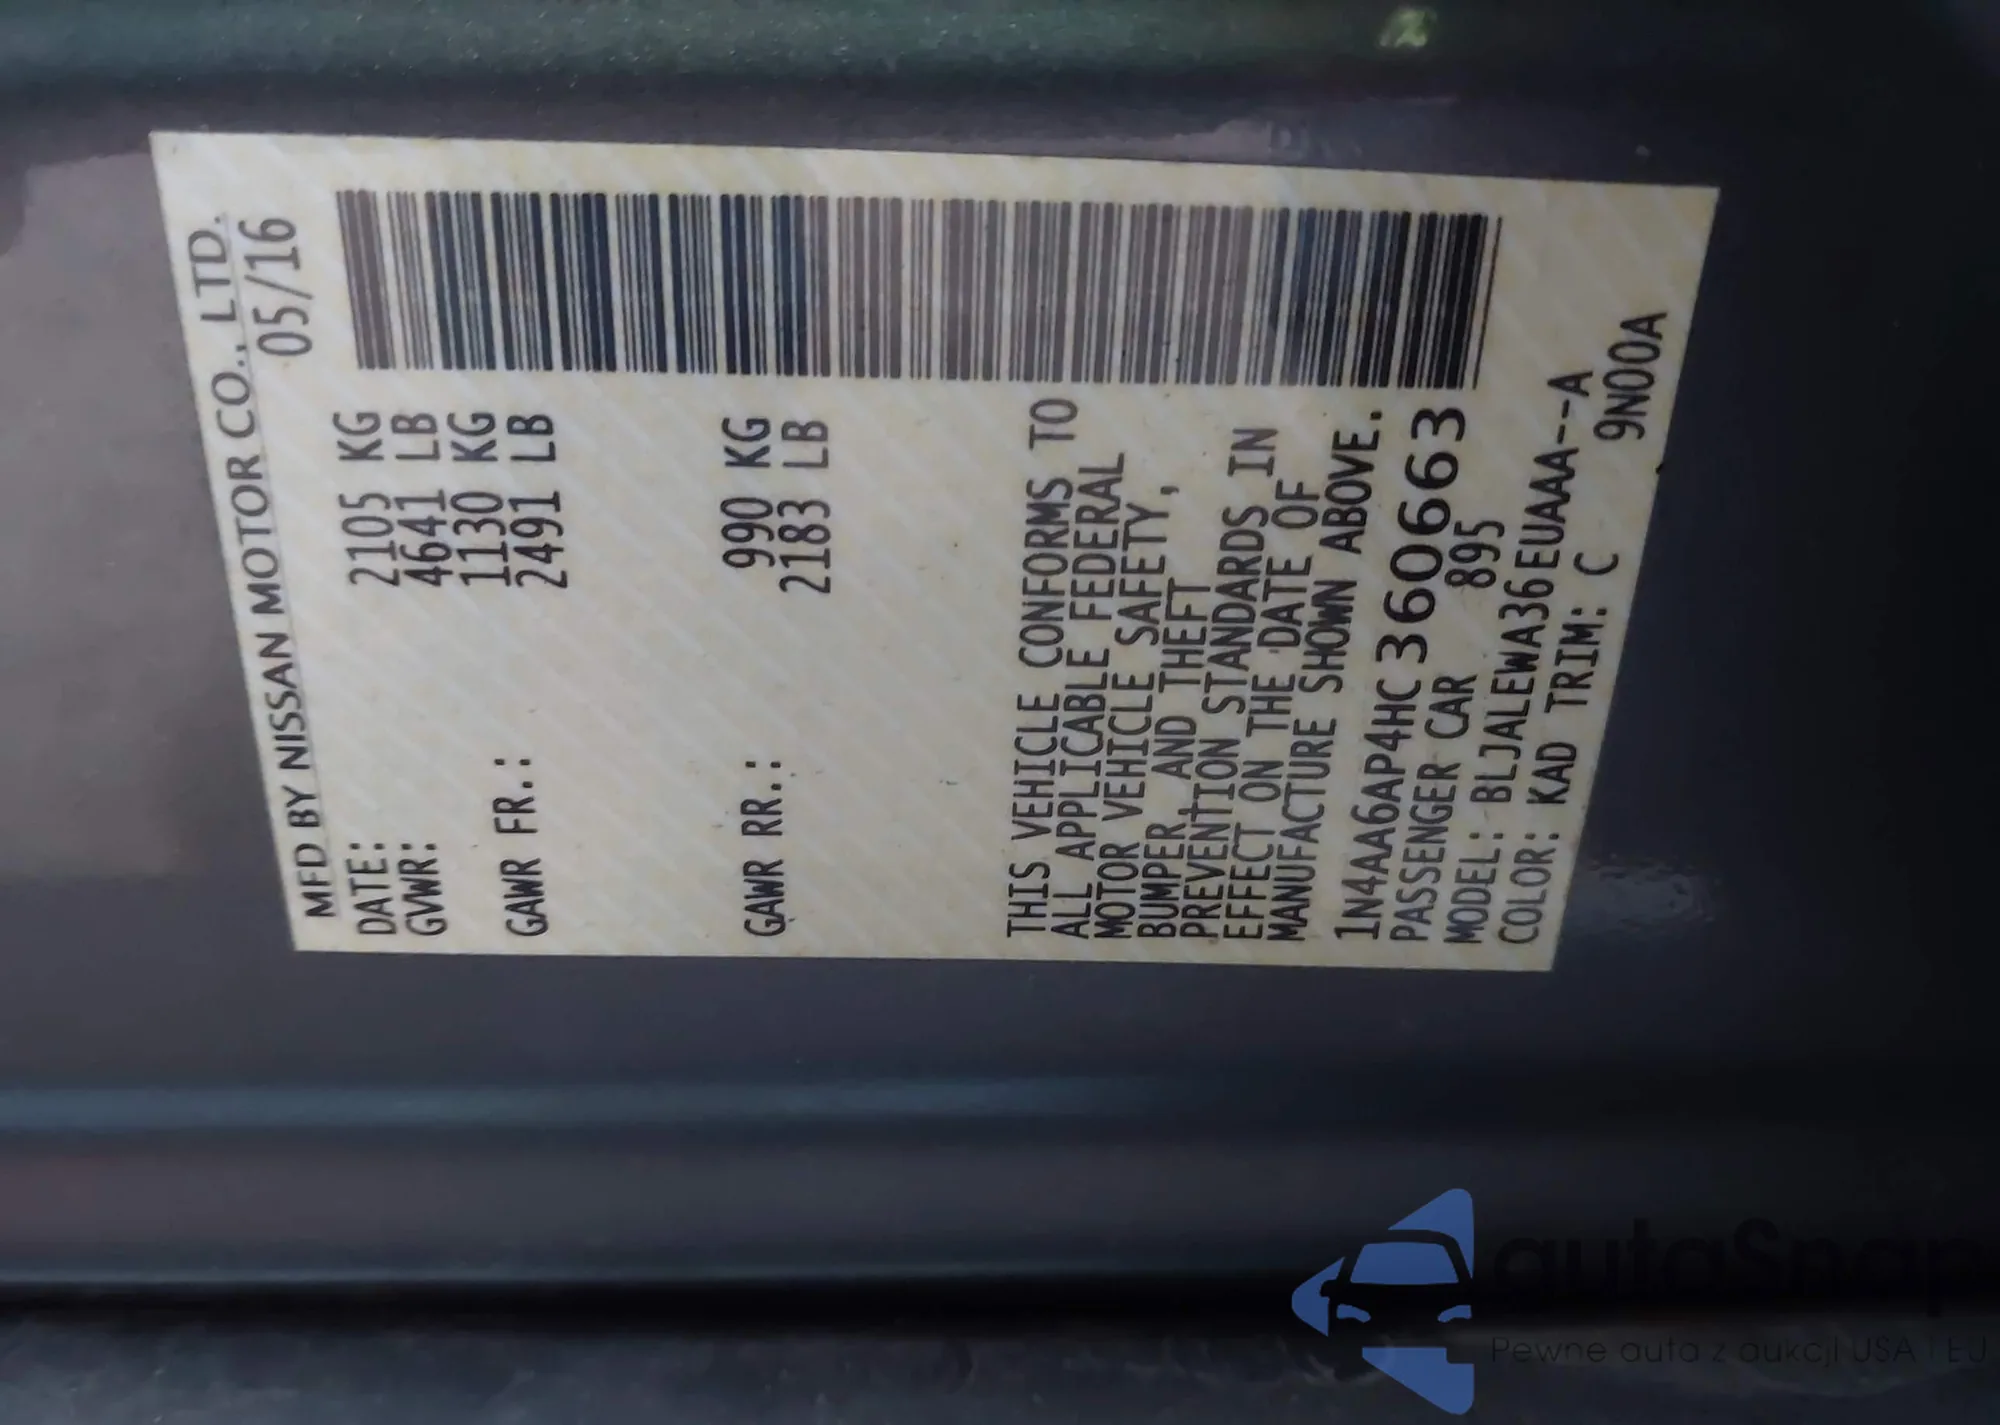 MFD BY NISSAN MOTOR CO., LTD.
DATE: 05/16
GVWR: 2105 KG
4641 LB
GAWR FR.: 1130 KG
2491 LB
GAWR RR.: 990 KG
2183 LB
THIS VEHICLE CONFORMS TO
ALL APPLICABLE FEDERAL
MOTOR VEHICLE SAFETY,
BUMPER, AND THEFT
PREVENTION STANDARDS IN
EFFECT ON THE DATE OF
MANUFACTURE SHOWN ABOVE.
1N4AA6AP4HC360663
PASSENGER CAR 895
MODEL: BLJALEWA36EUAAA--A
COLOR: KAD TRIM: C 9N00A
autoSnap
Pewne auta z aukcji USA i EU